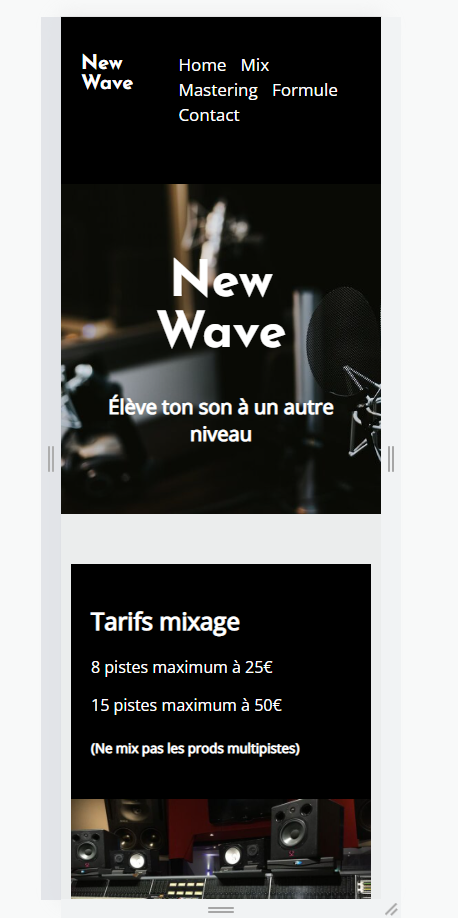 New
Wave
Home Mix
Mastering Formule
Contact
New
Wave
Élève ton son à un autre
niveau
Tarifs mixage
8 pistes maximum à 25€
15 pistes maximum à 50€
(Ne mix pas les prods multipistes)